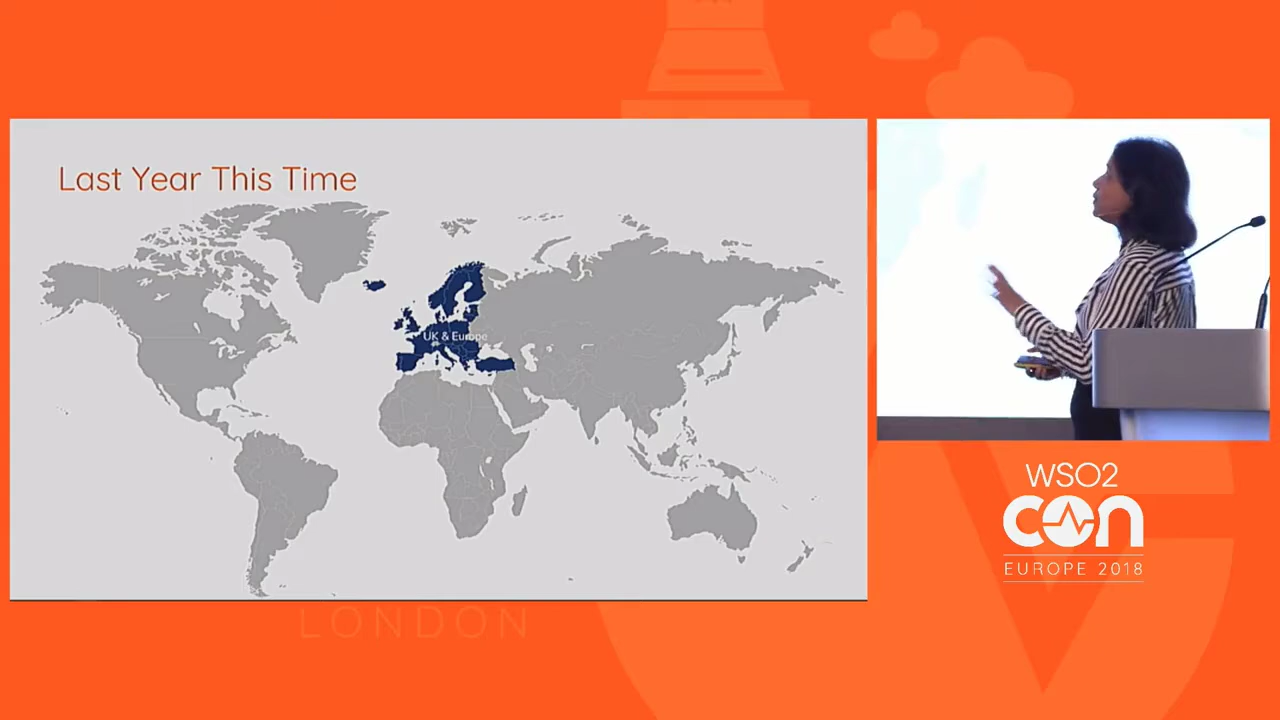 Last Year This Time
UK & Europe
WSO2
con
EUROPE 2018
LONDON